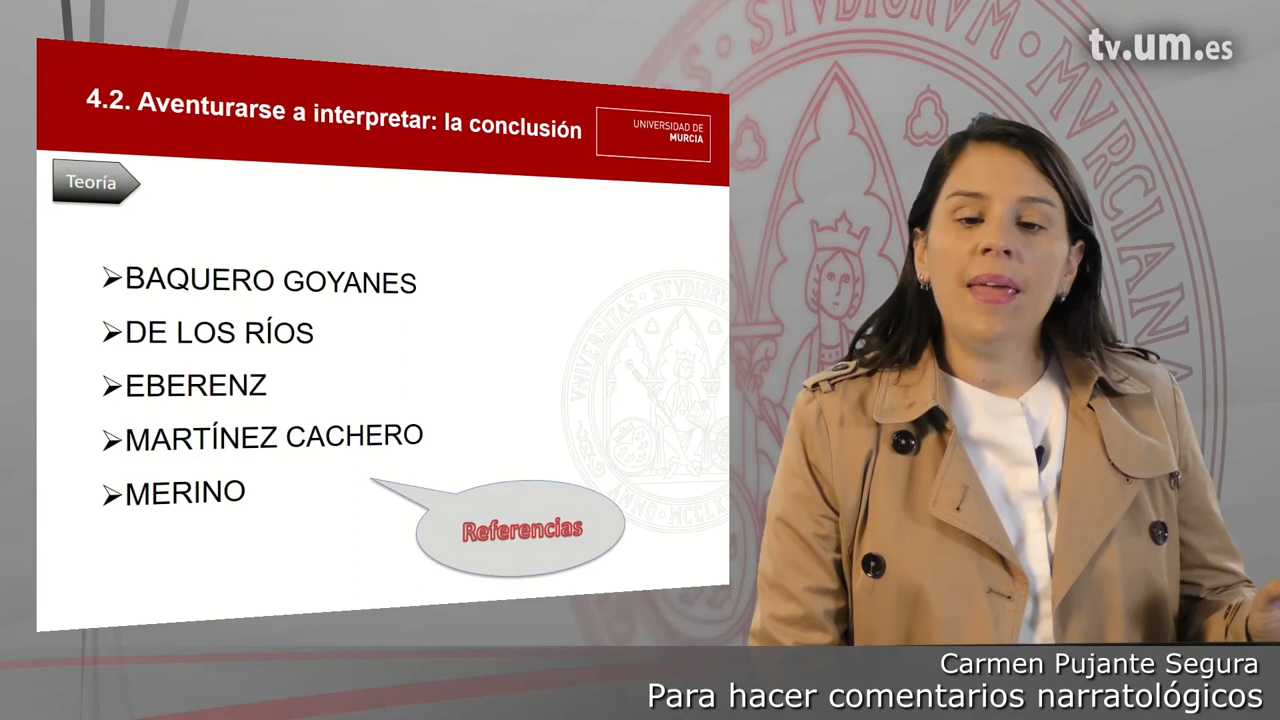 tv.um.es
4.2. Aventurarse a interpretar: la conclusión
UNIVERSIDAD DE
MURCIA
Teoría
➢BAQUERO GOYANES
➢DE LOS RÍOS
➢EBERENZ
➢MARTÍNEZ CACHERO
➢MERINO
Referencias
Carmen Pujante Segura
Para hacer comentarios narratológicos